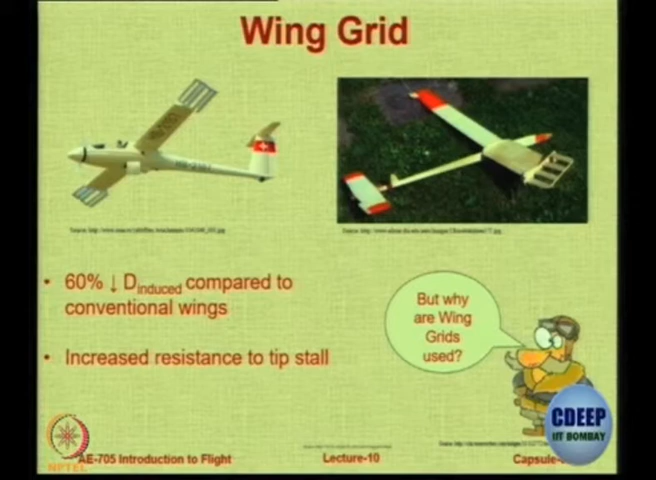 Wing Grid
• 60% ↓ Dinduced compared to
conventional wings
• Increased resistance to tip stall
But why
are Wing
Grids
used?
CDEEP
IIT BOMBAY
NPTEL
AE-705 Introduction to Flight
Lecture-10
Capsule-